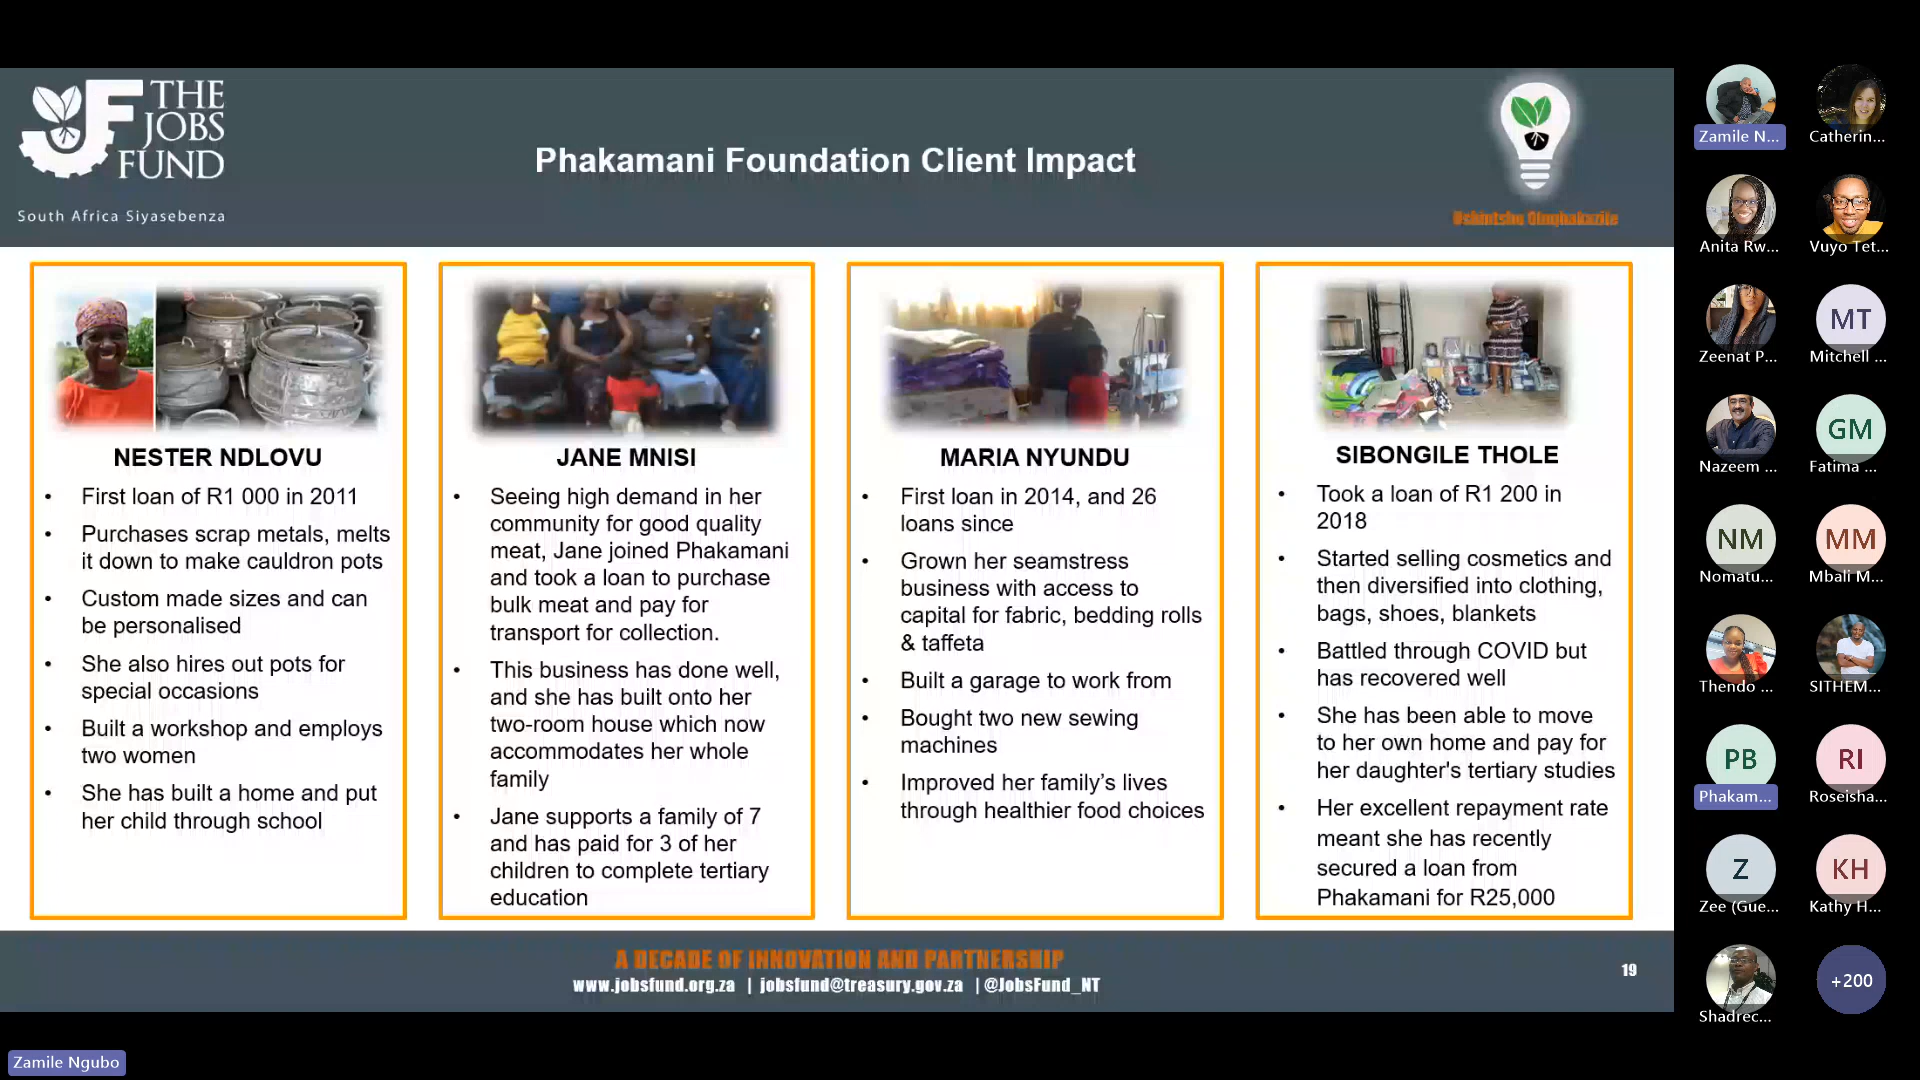 THE
JOBS
FUND
South Africa Siyasebenza
Phakamani Foundation Client Impact
NESTER NDLOVU
• First loan of R1 000 in 2011
• Purchases scrap metals, melts
it down to make cauldron pots
• Custom made sizes and can
be personalised
• She also hires out pots for
special occasions
• Built a workshop and employs
two women
• She has built a home and put
her child through school
JANE MNISI
• Seeing high demand in her
community for good quality
meat, Jane joined Phakamani
and took a loan to purchase
bulk meat and pay for
transport for collection.
• This business has done well,
and she has built onto her
two-room house which now
accommodates her whole
family
• Jane supports a family of 7
and has paid for 3 of her
children to complete tertiary
education
MARIA NYUNDU
• First loan in 2014, and 26
loans since
• Grown her seamstress
business with access to
capital for fabric, bedding rolls
& taffeta
• Built a garage to work from
• Bought two new sewing
machines
• Improved her family’s lives
through healthier food choices
SIBONGILE THOLE
• Took a loan of R1 200 in
2018
• Started selling cosmetics and
then diversified into clothing,
bags, shoes, blankets
• Battled through COVID but
has recovered well
• She has been able to move
to her own home and pay for
her daughter's tertiary studies
• Her excellent repayment rate
meant she has recently
secured a loan from
Phakamani for R25,000
A DECADE OF INNOVATION AND PARTNERSHIP
www.jobsfund.org.za | jobsfund@treasury.gov.za | @JobsFund_NT
19
Zamile N...
Catherin...
Anita Rw...
Vuyo Tet...
Zeenat P...
MT
Mitchell ...
Nazeem ...
GM
Fatima ...
NM
Nomatu...
MM
Mbali M...
Thendo ...
SITHEM...
PB
Phakam...
RI
Roseisha...
Z
Zee (Gue...
KH
Kathy H...
Shadrec...
+200
Zamile Ngubo